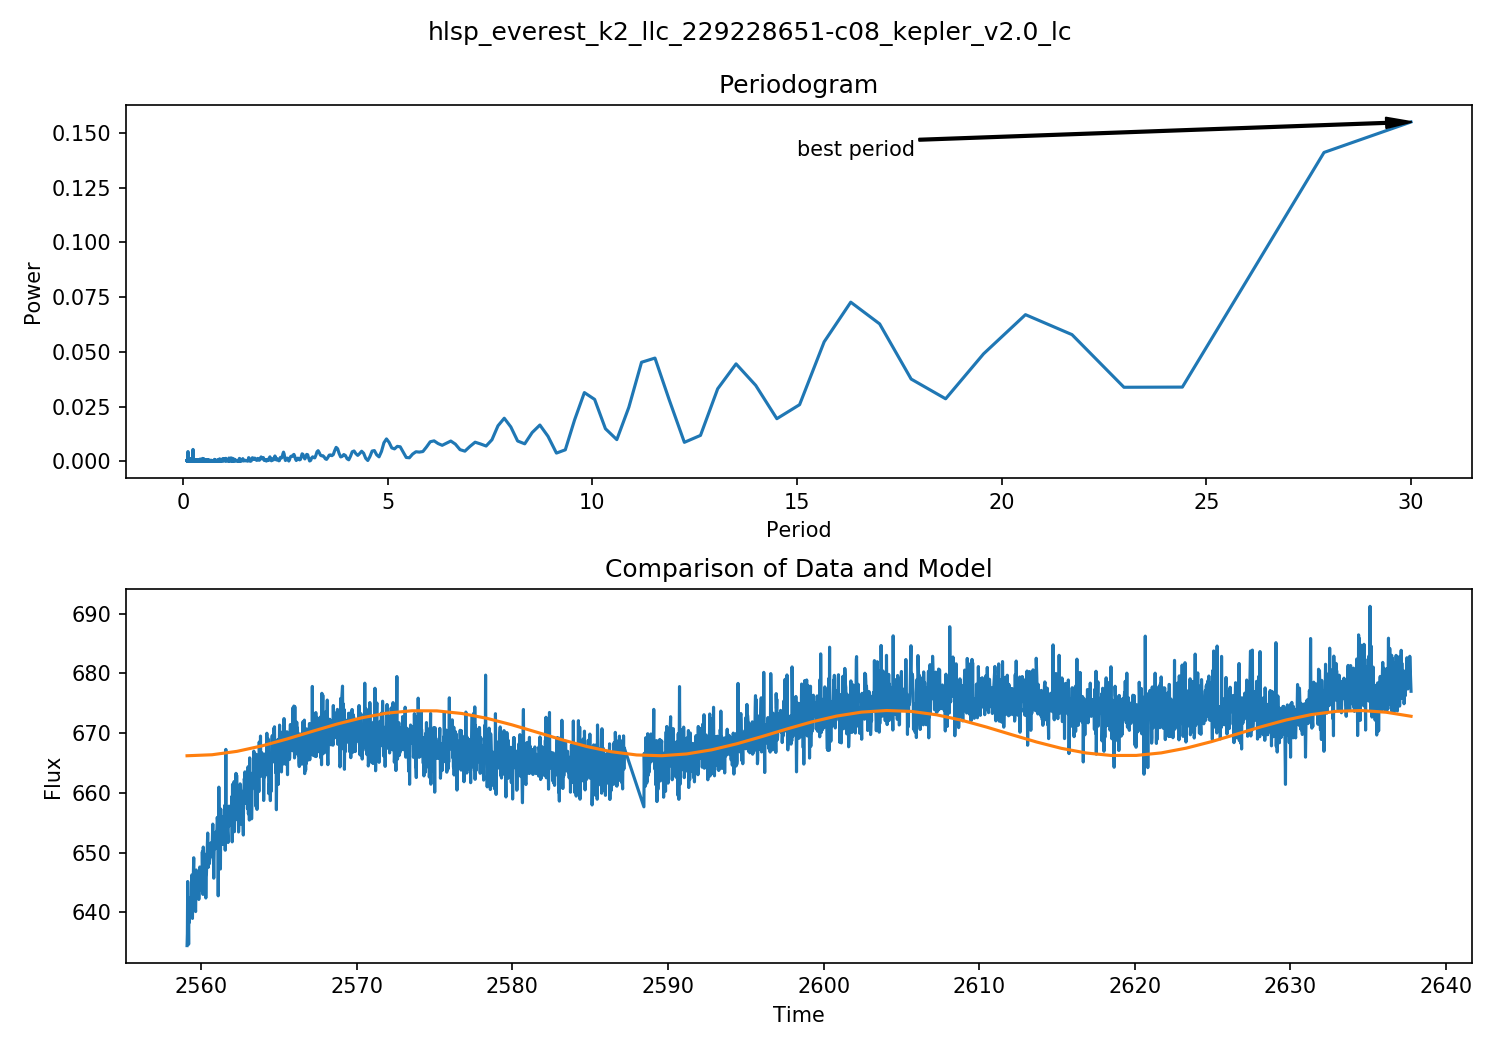 hlsp_everest_k2_llc_229228651-c08_kepler_v2.0_lc
Periodogram
0.150
0.125
0.100
0.075
0.050
0.025
0.000
Power
best period
0 5 10 15 20 25 30
Period
Comparison of Data and Model
690
680
670
660
650
640
Flux
2560 2570 2580 2590 2600 2610 2620 2630 2640
Time